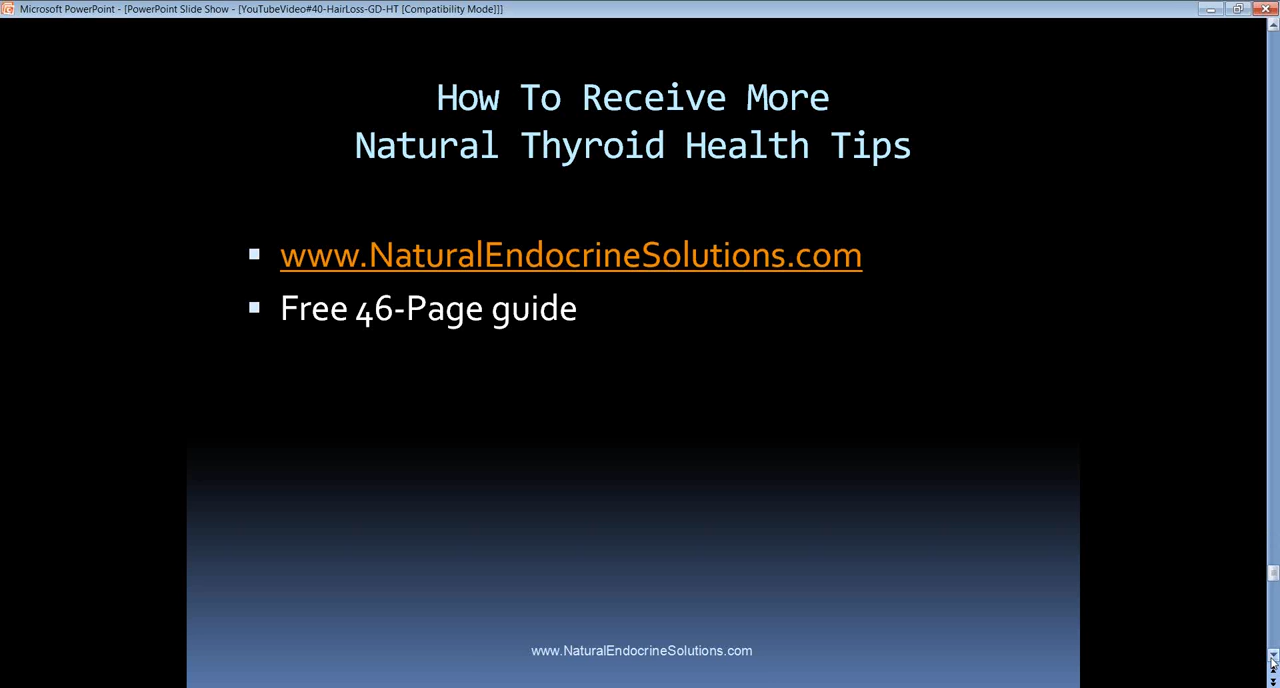 Microsoft PowerPoint - [PowerPoint Slide Show - [YouTubeVideo#40-HairLoss-GD-HT [Compatibility Mode]]]
How To Receive More
Natural Thyroid Health Tips
www.NaturalEndocrineSolutions.com
Free 46-Page guide
www.NaturalEndocrineSolutions.com